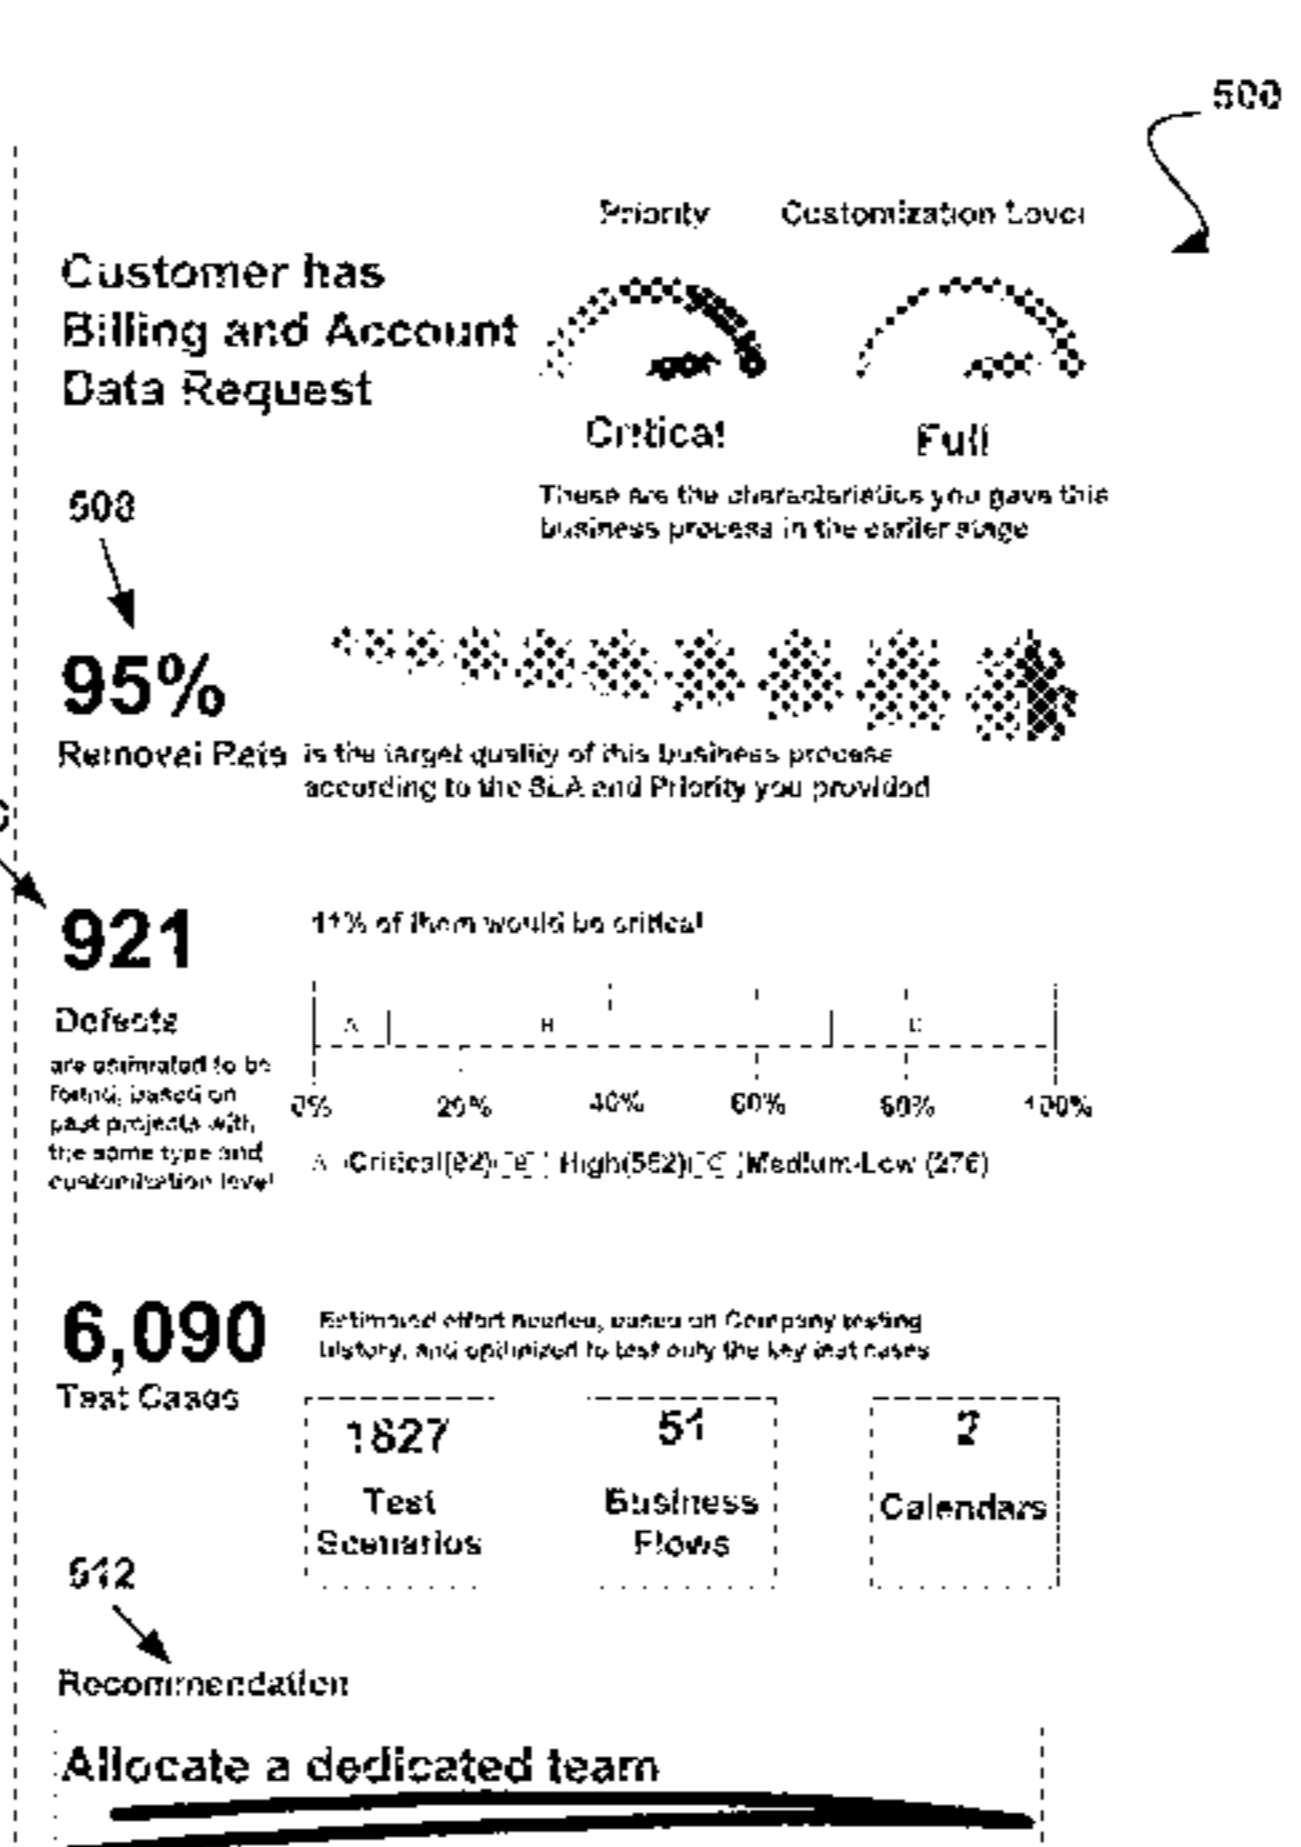 500
Priority
Customization Level
Customer has
Billing and Account
Data Request
Critical
Full
These are the characteristics you gave this
business process in the earlier stage
508
95%
Removal Rate
is the target quality of this business process
according to the SLA and Priority you provided
921
11% of them would be critical
Defects
are estimated to be
found, based on
past projects with
the same type and
customization level
A B C
0% 20% 40% 60% 80% 100%
A Critical(92) B High(552) C Medium-Low (276)
6,090
Test Cases
Estimated effort needed, based on Company testing
history, and optimized to test only the key test cases
1827
Test
Scenarios
51
Business
Flows
2
Calendars
512
Recommendation
Allocate a dedicated team